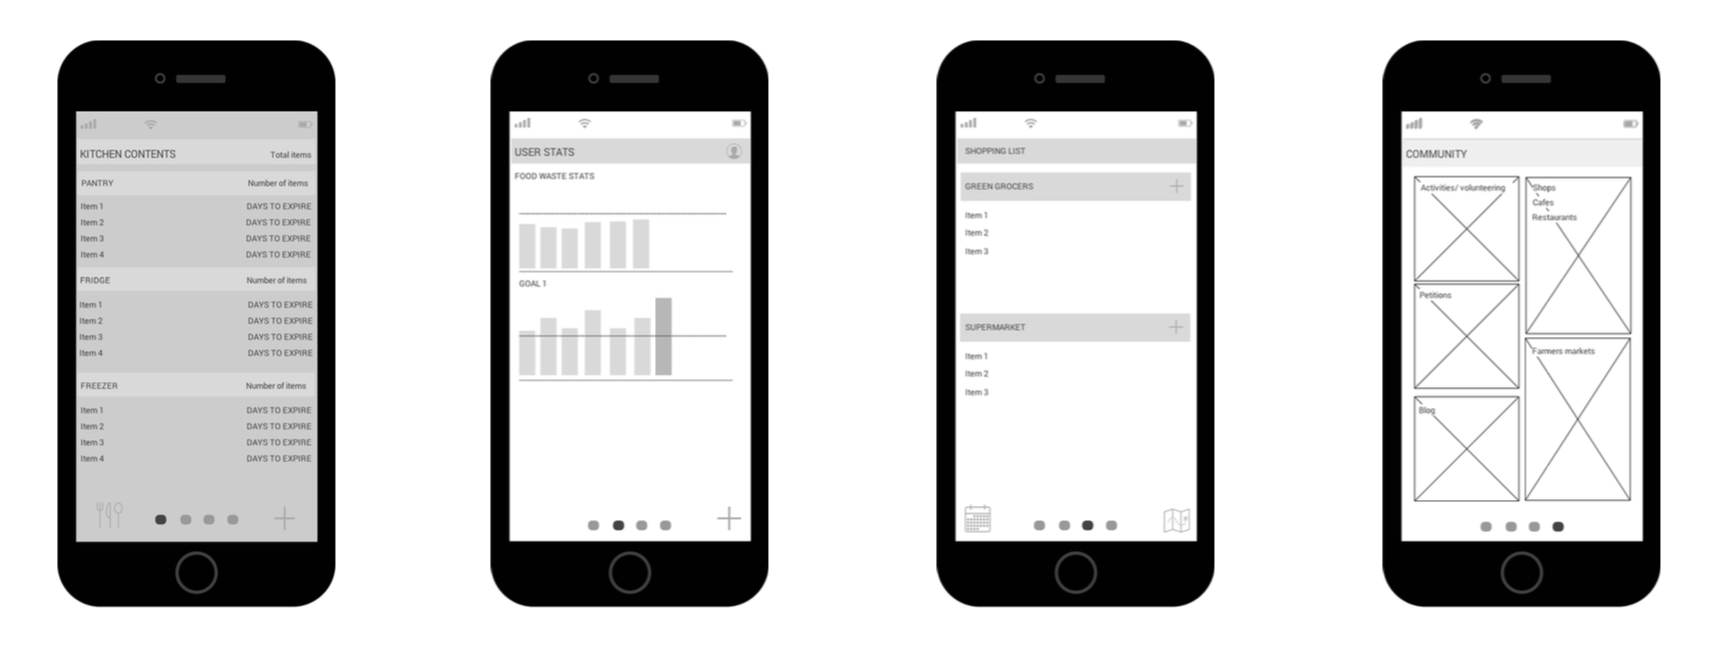 KITCHEN CONTENTS Total items
PANTRY Number of items
Item 1 DAYS TO EXPIRE
Item 2 DAYS TO EXPIRE
Item 3 DAYS TO EXPIRE
Item 4 DAYS TO EXPIRE
FRIDGE Number of items
Item 1 DAYS TO EXPIRE
Item 2 DAYS TO EXPIRE
Item 3 DAYS TO EXPIRE
Item 4 DAYS TO EXPIRE
FREEZER Number of items
Item 1 DAYS TO EXPIRE
Item 2 DAYS TO EXPIRE
Item 3 DAYS TO EXPIRE
Item 4 DAYS TO EXPIRE
USER STATS
FOOD WASTE STATS
GOAL 1
SHOPPING LIST
GREEN GROCERS
Item 1
Item 2
Item 3
SUPERMARKET
Item 1
Item 2
Item 3
COMMUNITY
Activities/ volunteering
Petitions
Blog
Shops
Cafes
Restaurants
Farmers markets